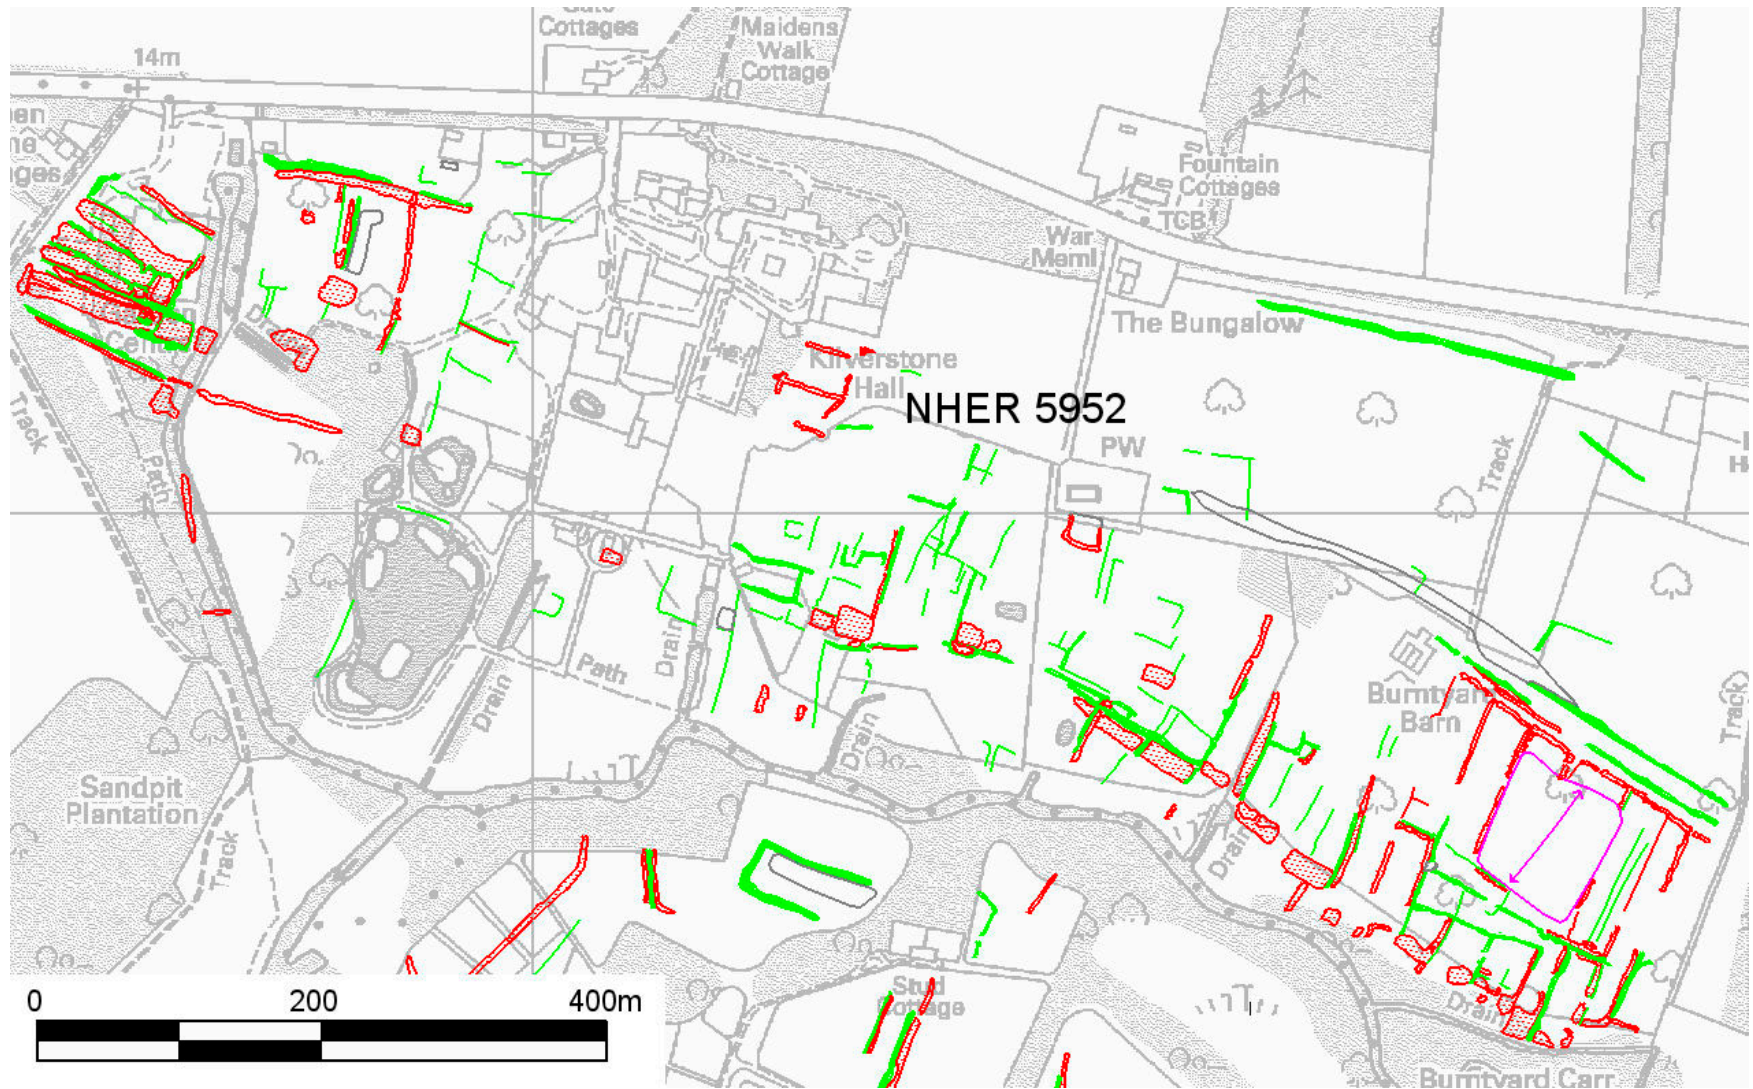 Cottages
Maidens
Walk
Cottage
14m
Fountain
Cottages
TCB
War
Meml
The Bungalow
Kilverstone
Hall
NHER 5952
PW
Track
Track
Path
Drain
Path
Drain
Drain
Burntyard
Barn
Track
Sandpit
Plantation
Track
Drain
Stud
Cottage
Drain
Burntyard Carr
0 200 400m